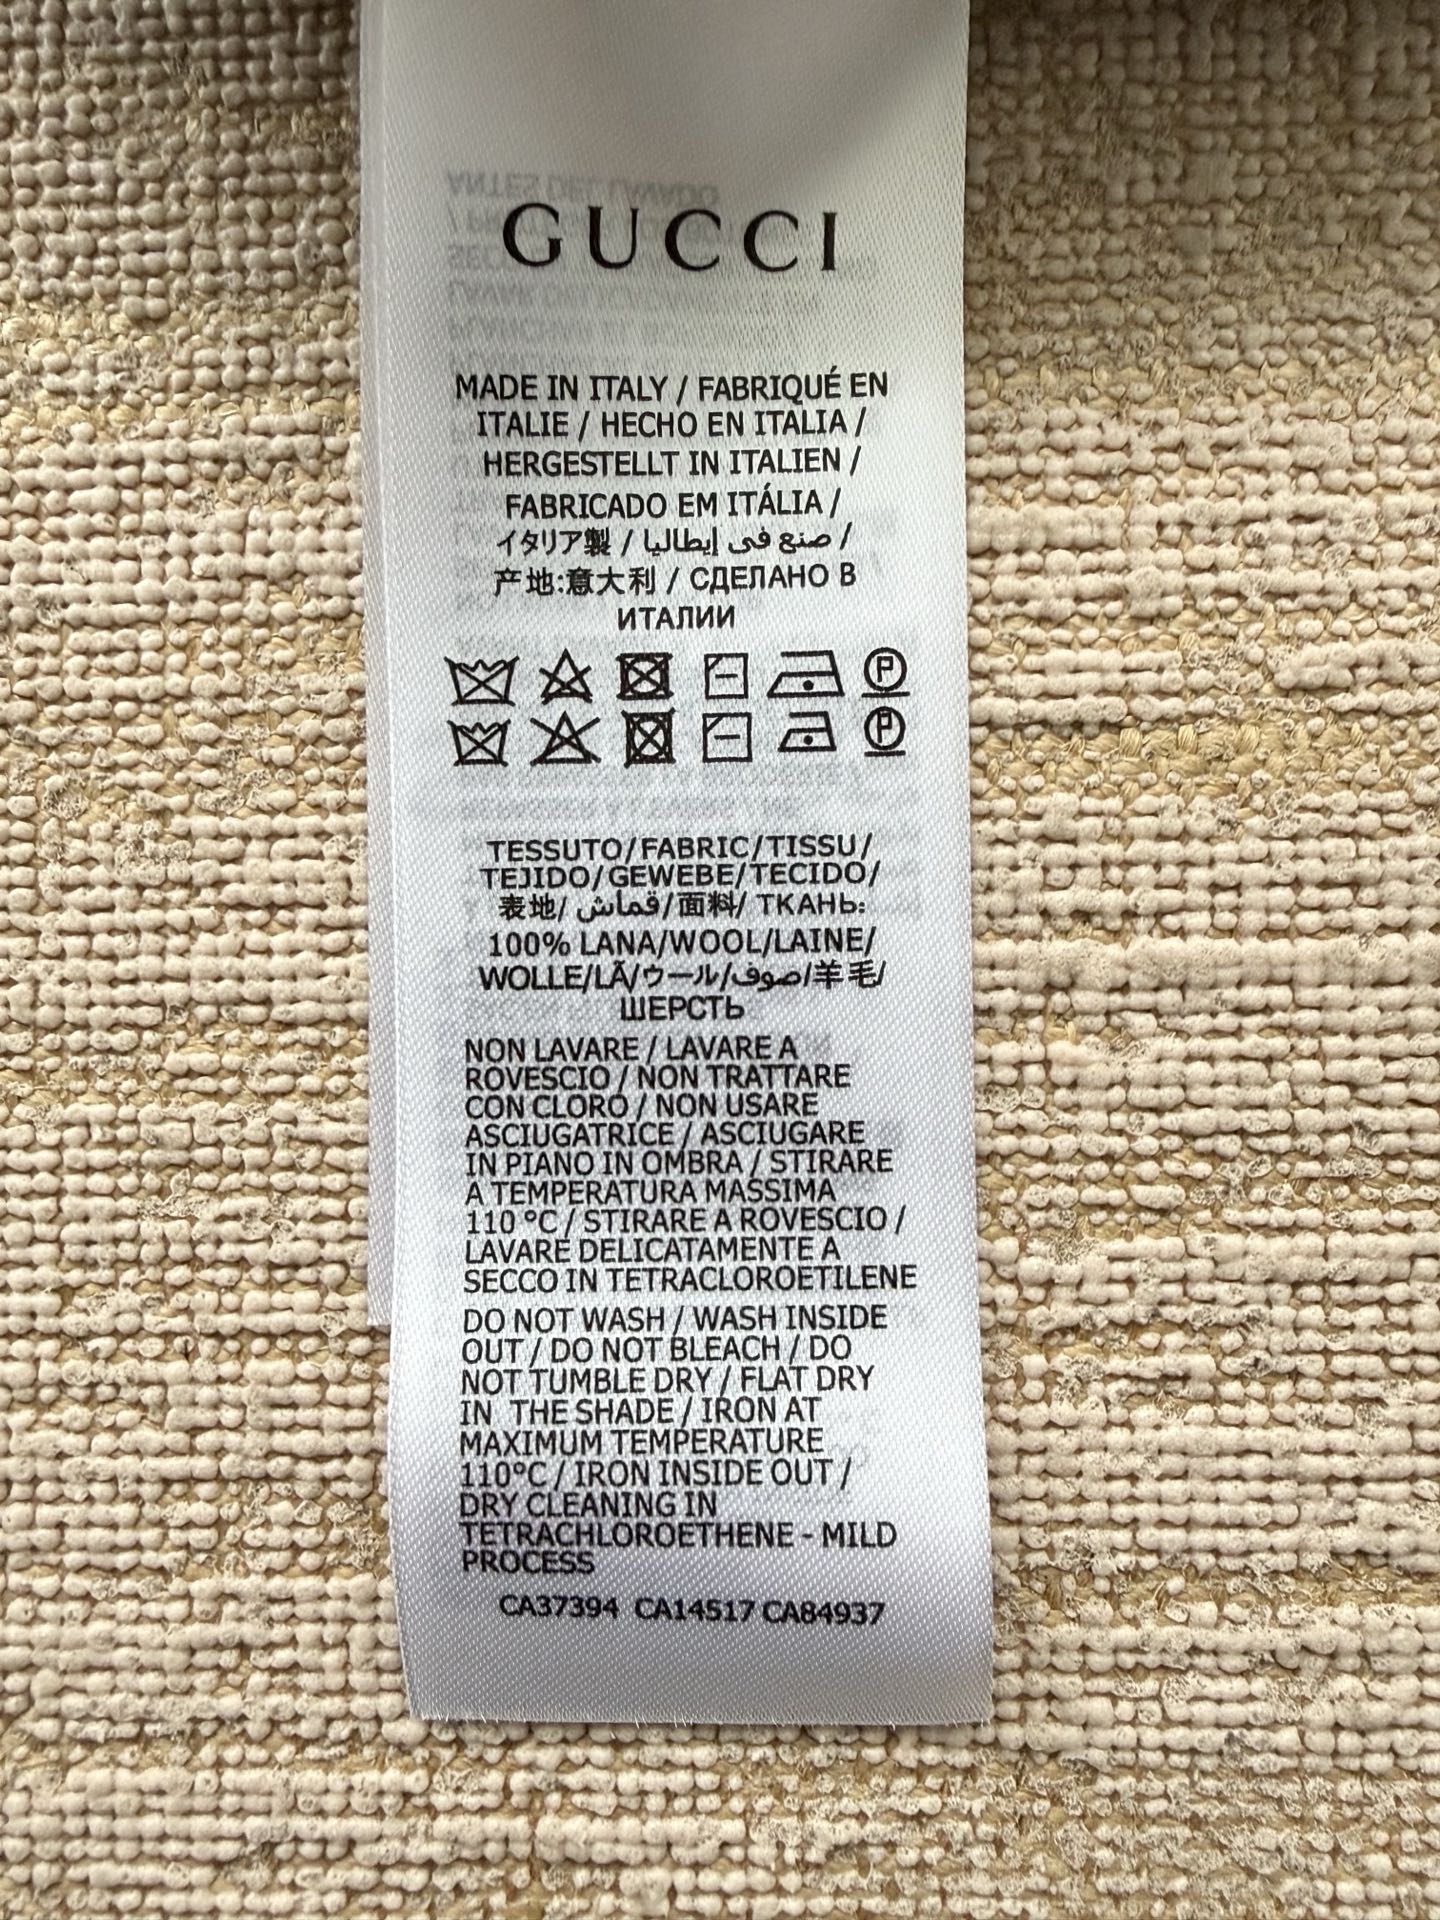 GUCCI
MADE IN ITALY / FABRIQUÉ EN
ITALIE / HECHO EN ITALIA /
HERGESTELLT IN ITALIEN /
FABRICADO EM ITÁLIA /
イタリア製 / صنع في إيطاليا /
产地:意大利 / СДЕЛАНО В
ИТАЛИИ
P
P
TESSUTO/FABRIC/TISSU/
TEJIDO/GEWEBE/TECIDO/
表地/ قماش/面料/ ТКАНЬ:
100% LANA/WOOL/LAINE/
WOLLE/LÃ/ウール/صوف/羊毛/
ШЕРСТЬ
NON LAVARE / LAVARE A
ROVESCIO / NON TRATTARE
CON CLORO / NON USARE
ASCIUGATRICE / ASCIUGARE
IN PIANO IN OMBRA / STIRARE
A TEMPERATURA MASSIMA
110 °C / STIRARE A ROVESCIO /
LAVARE DELICATAMENTE A
SECCO IN TETRACLOROETILENE
DO NOT WASH / WASH INSIDE
OUT / DO NOT BLEACH / DO
NOT TUMBLE DRY / FLAT DRY
IN THE SHADE / IRON AT
MAXIMUM TEMPERATURE
110°C / IRON INSIDE OUT /
DRY CLEANING IN
TETRACHLOROETHENE - MILD
PROCESS
CA37394 CA14517 CA84937